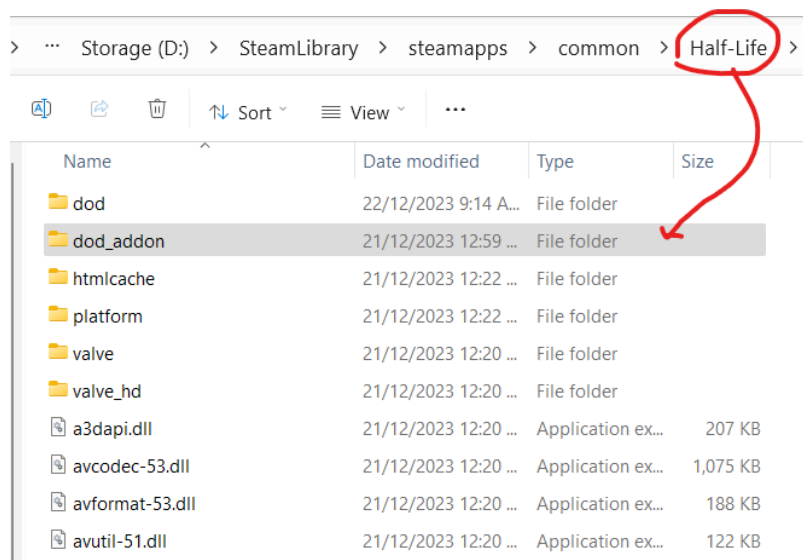 > ... Storage (D:) > SteamLibrary > steamapps > common > Half-Life >
A Sort View ...
Name Date modified Type Size
dod 22/12/2023 9:14 A... File folder
dod_addon 21/12/2023 12:59 ... File folder
htmlcache 21/12/2023 12:22 ... File folder
platform 21/12/2023 12:22 ... File folder
valve 21/12/2023 12:20 ... File folder
valve_hd 21/12/2023 12:20 ... File folder
a3dapi.dll 21/12/2023 12:20 ... Application ex... 207 KB
avcodec-53.dll 21/12/2023 12:20 ... Application ex... 1,075 KB
avformat-53.dll 21/12/2023 12:20 ... Application ex... 188 KB
avutil-51.dll 21/12/2023 12:20 ... Application ex... 122 KB